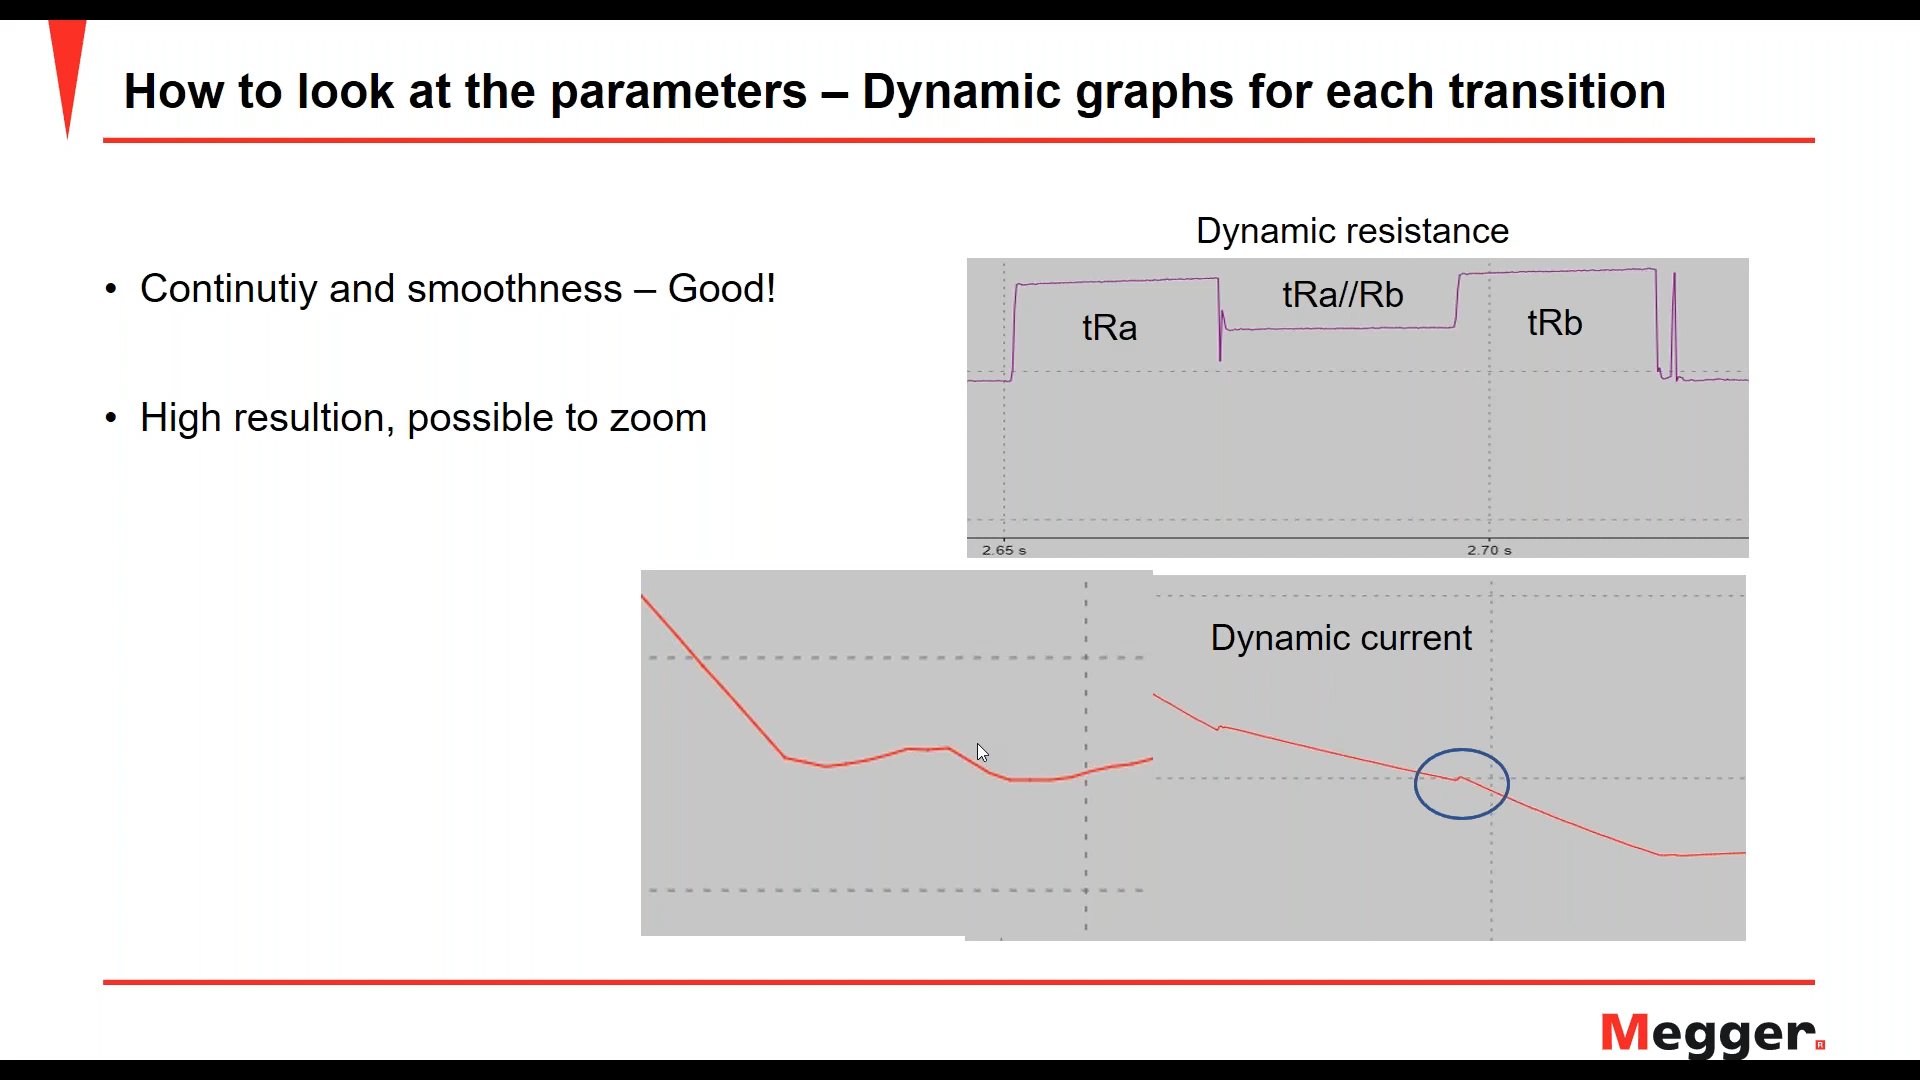 How to look at the parameters – Dynamic graphs for each transition
• Continutiy and smoothness – Good!
• High resultion, possible to zoom
Dynamic resistance
tRa
tRa//Rb
tRb
2.65 s
2.70 s
Dynamic current
Megger.